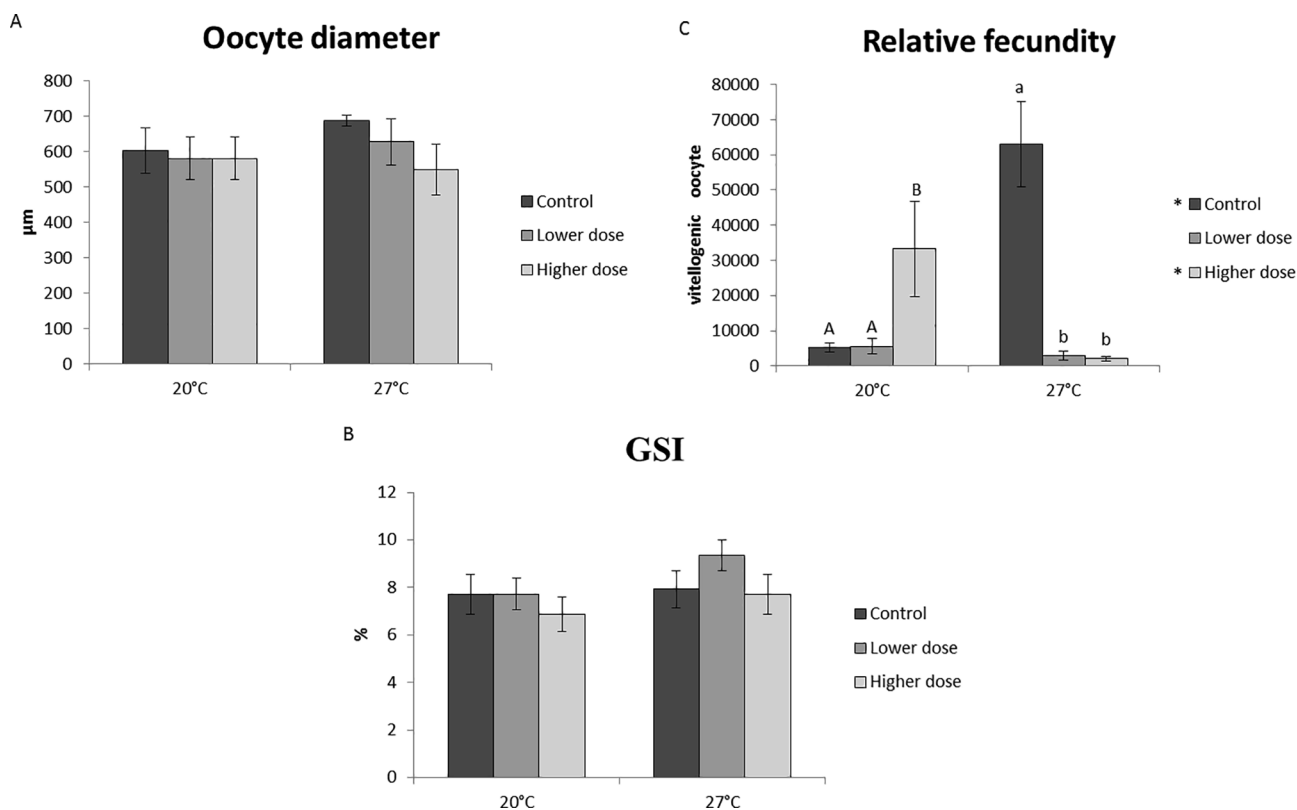 A
Oocyte diameter
800
700
600
500
400
300
200
100
0
µm
20°C
27°C
Control
Lower dose
Higher dose
C
Relative fecundity
80000
70000
60000
50000
40000
30000
20000
10000
0
vitellogenic oocyte
A
A
B
a
b
b
20°C
27°C
* Control
Lower dose
* Higher dose
B
GSI
12
10
8
6
4
2
0
%
20°C
27°C
Control
Lower dose
Higher dose